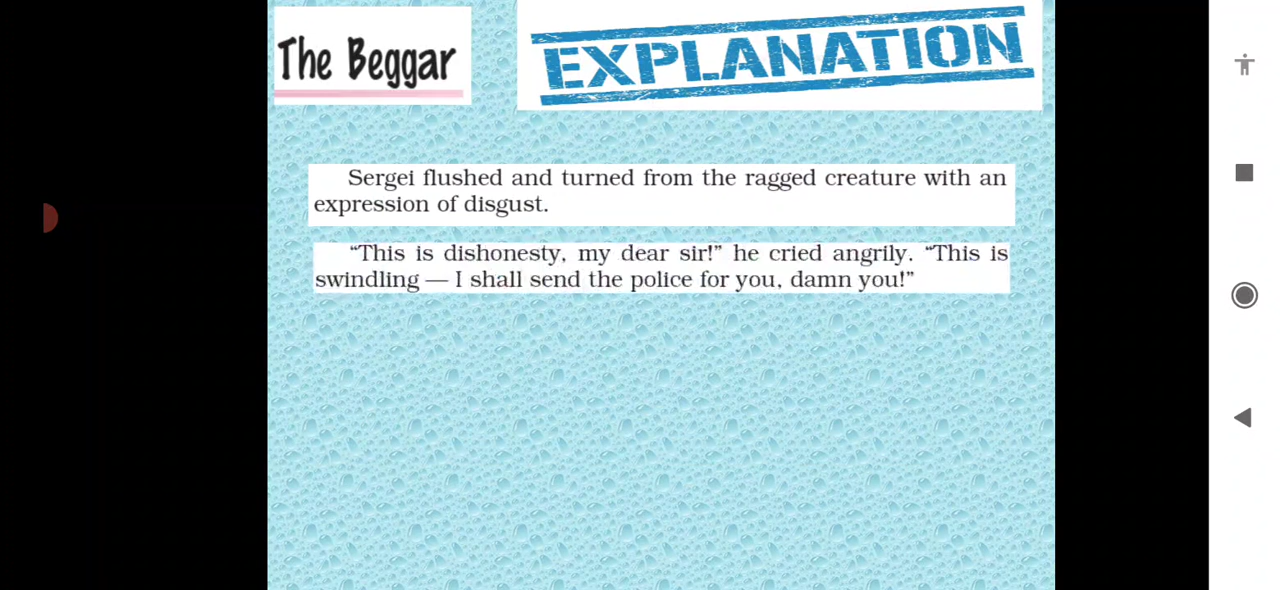 The Beggar
EXPLANATION
Sergei flushed and turned from the ragged creature with an
expression of disgust.
“This is dishonesty, my dear sir!” he cried angrily. “This is
swindling — I shall send the police for you, damn you!”